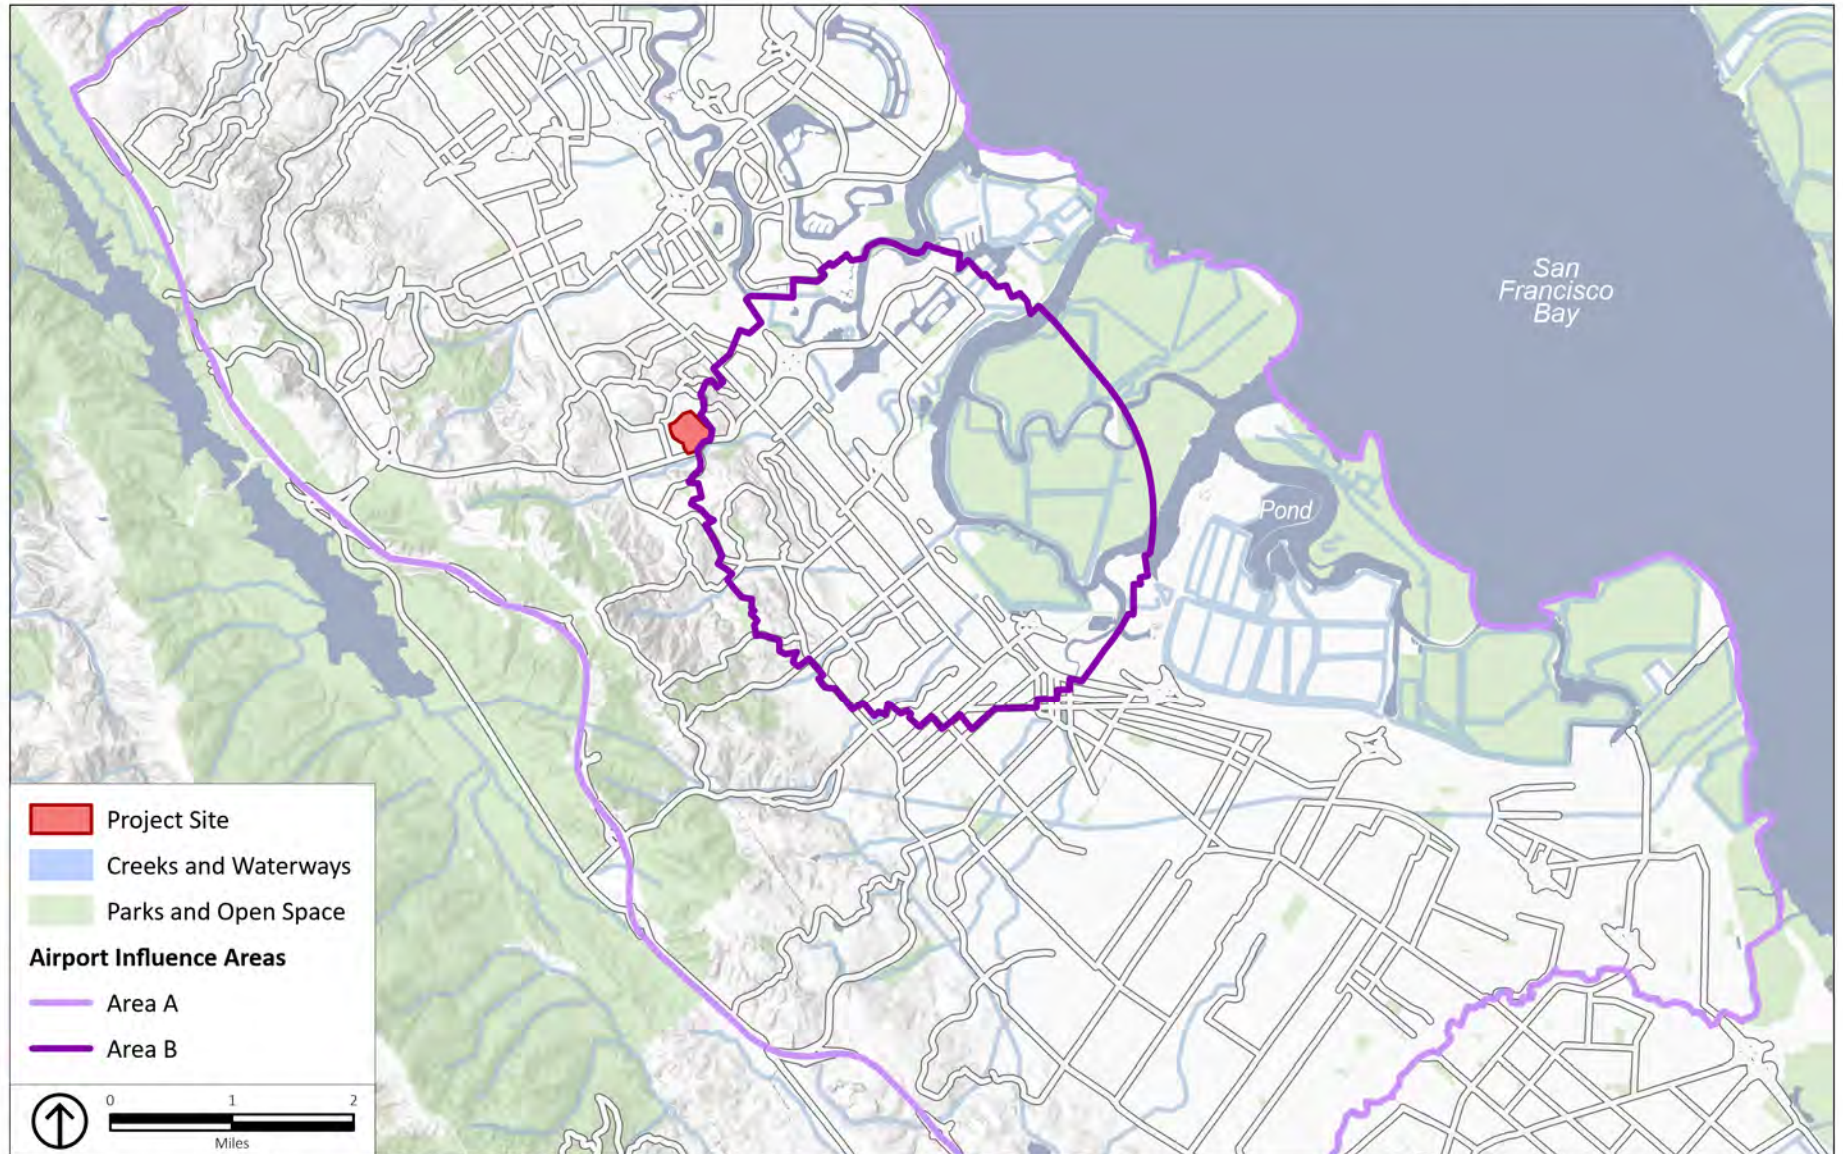 San
Francisco
Bay
Pond
Project Site
Creeks and Waterways
Parks and Open Space
Airport Influence Areas
Area A
Area B
0 1 2
Miles